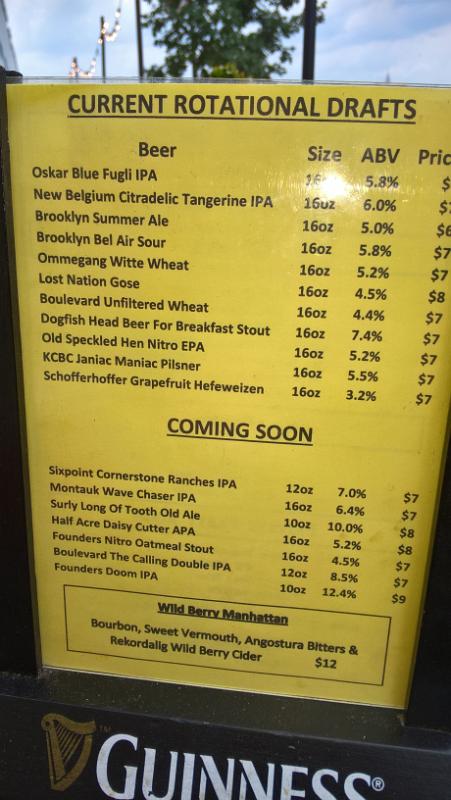 CURRENT ROTATIONAL DRAFTS
Beer Size ABV
Oskar Blue Fugli IPA 5.8% $
New Belgium Citradelic Tangerine IPA 16oz 6.0% $
Brooklyn Summer Ale 16oz 5.0% $6
Brooklyn Bel Air Sour 16oz 5.8% $7
Ommegang Witte Wheat 16oz 5.2% $7
Lost Nation Gose 16oz 4.5% $8
Boulevard Unfiltered Wheat 16oz 4.4% $7
Dogfish Head Beer For Breakfast Stout 16oz 7.4% $7
Old Speckled Hen Nitro EPA 16oz 5.2% $7
KCBC Janiac Maniac Pilsner 16oz 5.5% $7
Schofferhoffer Grapefruit Hefeweizen 16oz 3.2% $7
COMING SOON
Sixpoint Cornerstone Ranches IPA 12oz 7.0% $7
Montauk Wave Chaser IPA 16oz 6.4% $7
Surly Long Of Tooth Old Ale 10oz 10.0% $8
Half Acre Daisy Cutter APA 16oz 5.2% $8
Founders Nitro Oatmeal Stout 16oz 4.5% $7
Boulevard The Calling Double IPA 12oz 8.5% $7
Founders Doom IPA 10oz 12.4% $9
Wild Berry Manhattan
Bourbon, Sweet Vermouth, Angostura Bitters &
Rekordalig Wild Berry Cider $12
GUINNESS®